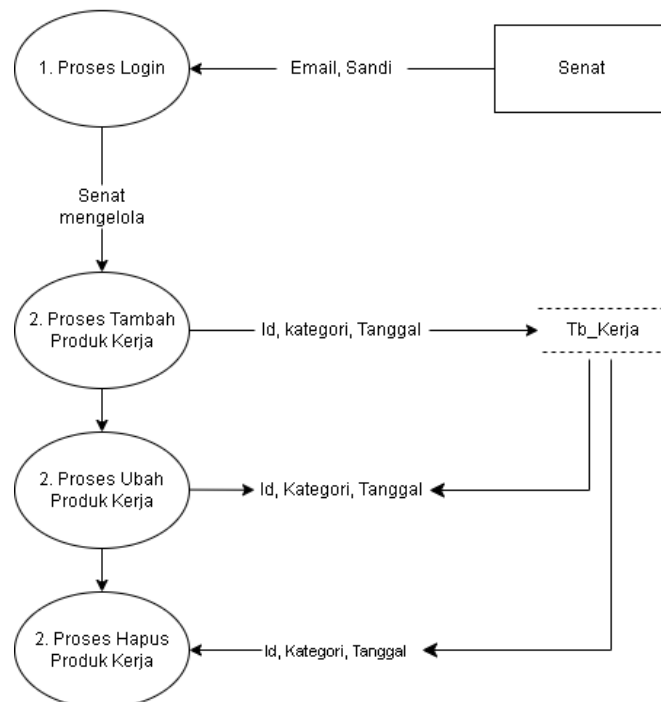 1. Proses Login
Email, Sandi
Senat
Senat
mengelola
2. Proses Tambah
Produk Kerja
Id, kategori, Tanggal
Tb_Kerja
2. Proses Ubah
Produk Kerja
Id, Kategori, Tanggal
2. Proses Hapus
Produk Kerja
Id, Kategori, Tanggal